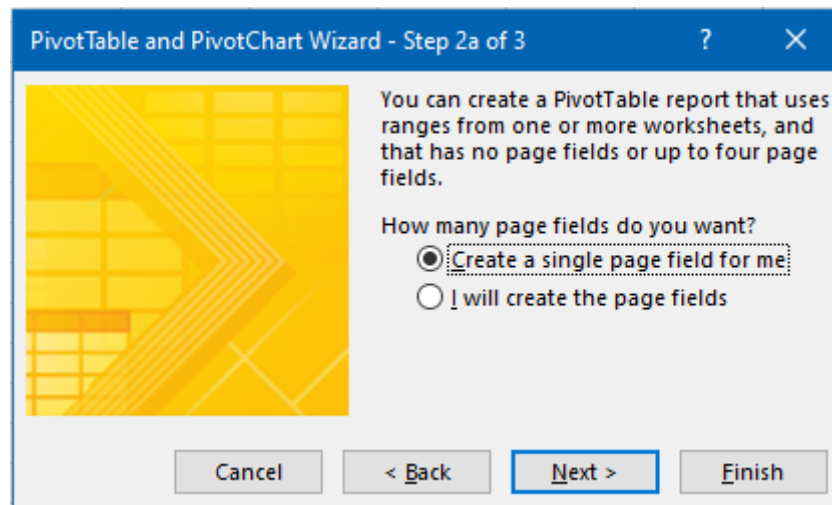 PivotTable and PivotChart Wizard - Step 2a of 3 ? ×
You can create a PivotTable report that uses
ranges from one or more worksheets, and
that has no page fields or up to four page
fields.
How many page fields do you want?
Create a single page field for me
I will create the page fields
Cancel < Back Next > Finish